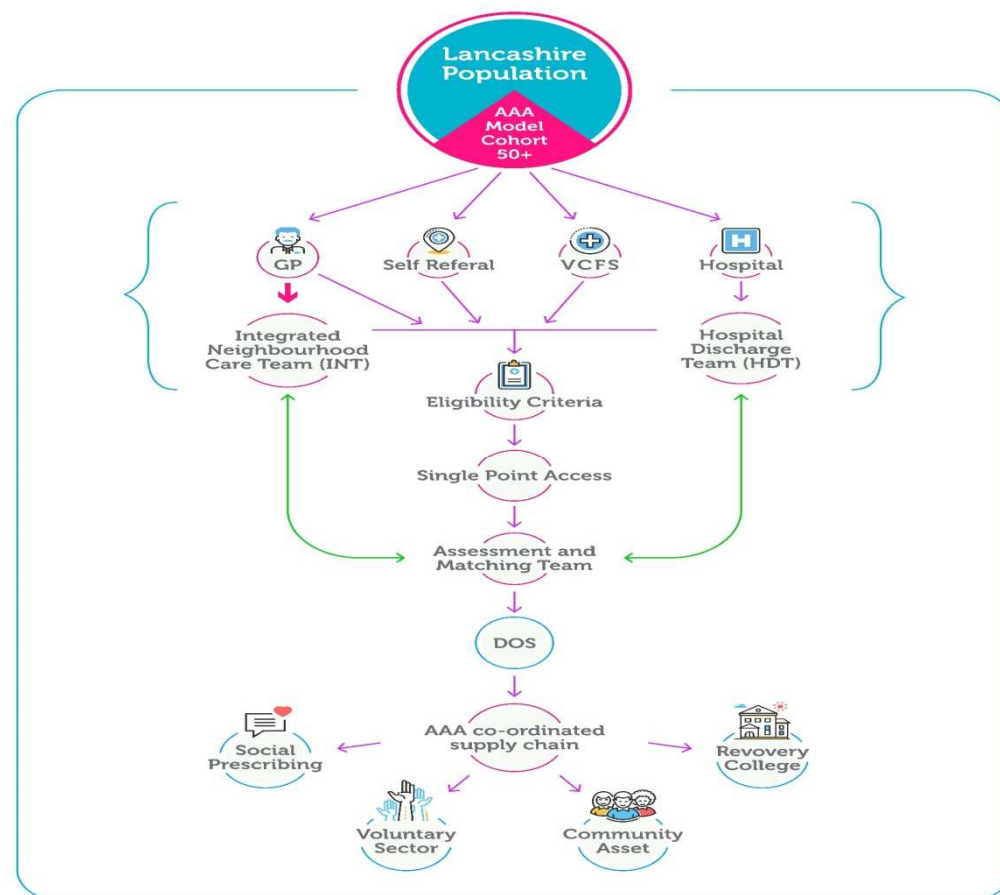 Lancashire
Population
AAA
Model
Cohort
50+
GP
Self Referal
VCFS
H
Hospital
Integrated
Neighbourhood
Care Team (INT)
Hospital
Discharge
Team (HDT)
Eligibility Criteria
Single Point Access
Assessment and
Matching Team
DOS
AAA co-ordinated
supply chain
Social
Prescribing
Revovery
College
Voluntary
Sector
Community
Asset